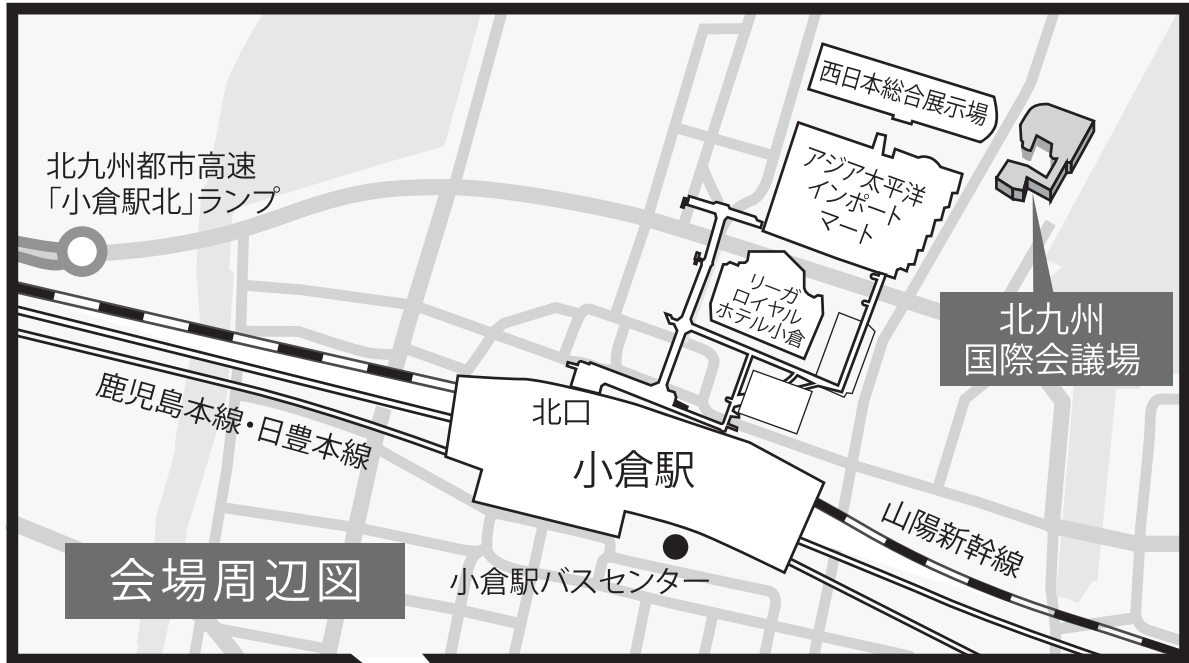 西日本総合展示場
アジア太平洋
インポート
マート
北九州都市高速
「小倉駅北」ランプ
リーガ
ロイヤル
ホテル小倉
北九州
国際会議場
鹿児島本線・日豊本線
北口
小倉駅
山陽新幹線
会場周辺図
小倉駅バスセンター